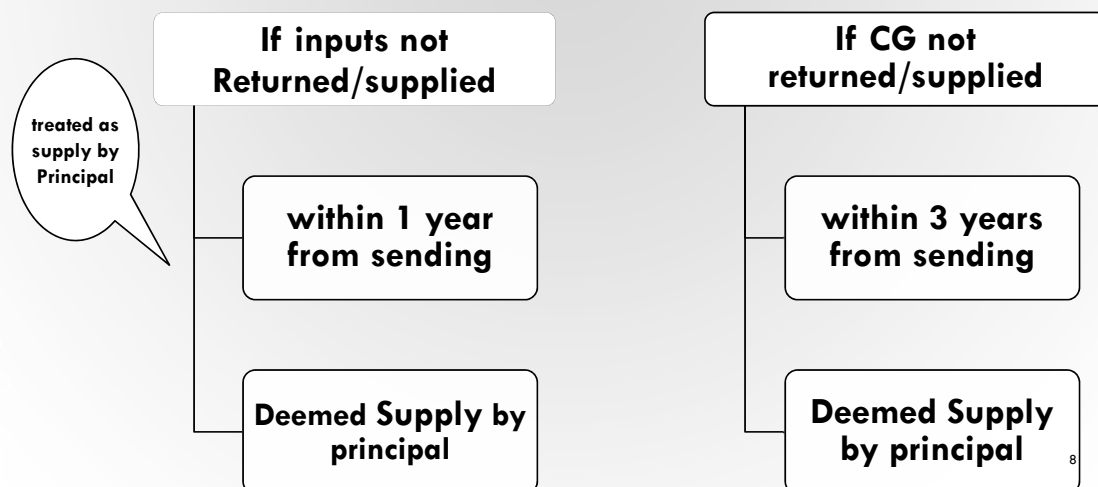 If inputs not
Returned/supplied
treated as
supply by
Principal
within 1 year
from sending
Deemed Supply by
principal
If CG not
returned/supplied
within 3 years
from sending
Deemed Supply
by principal
8